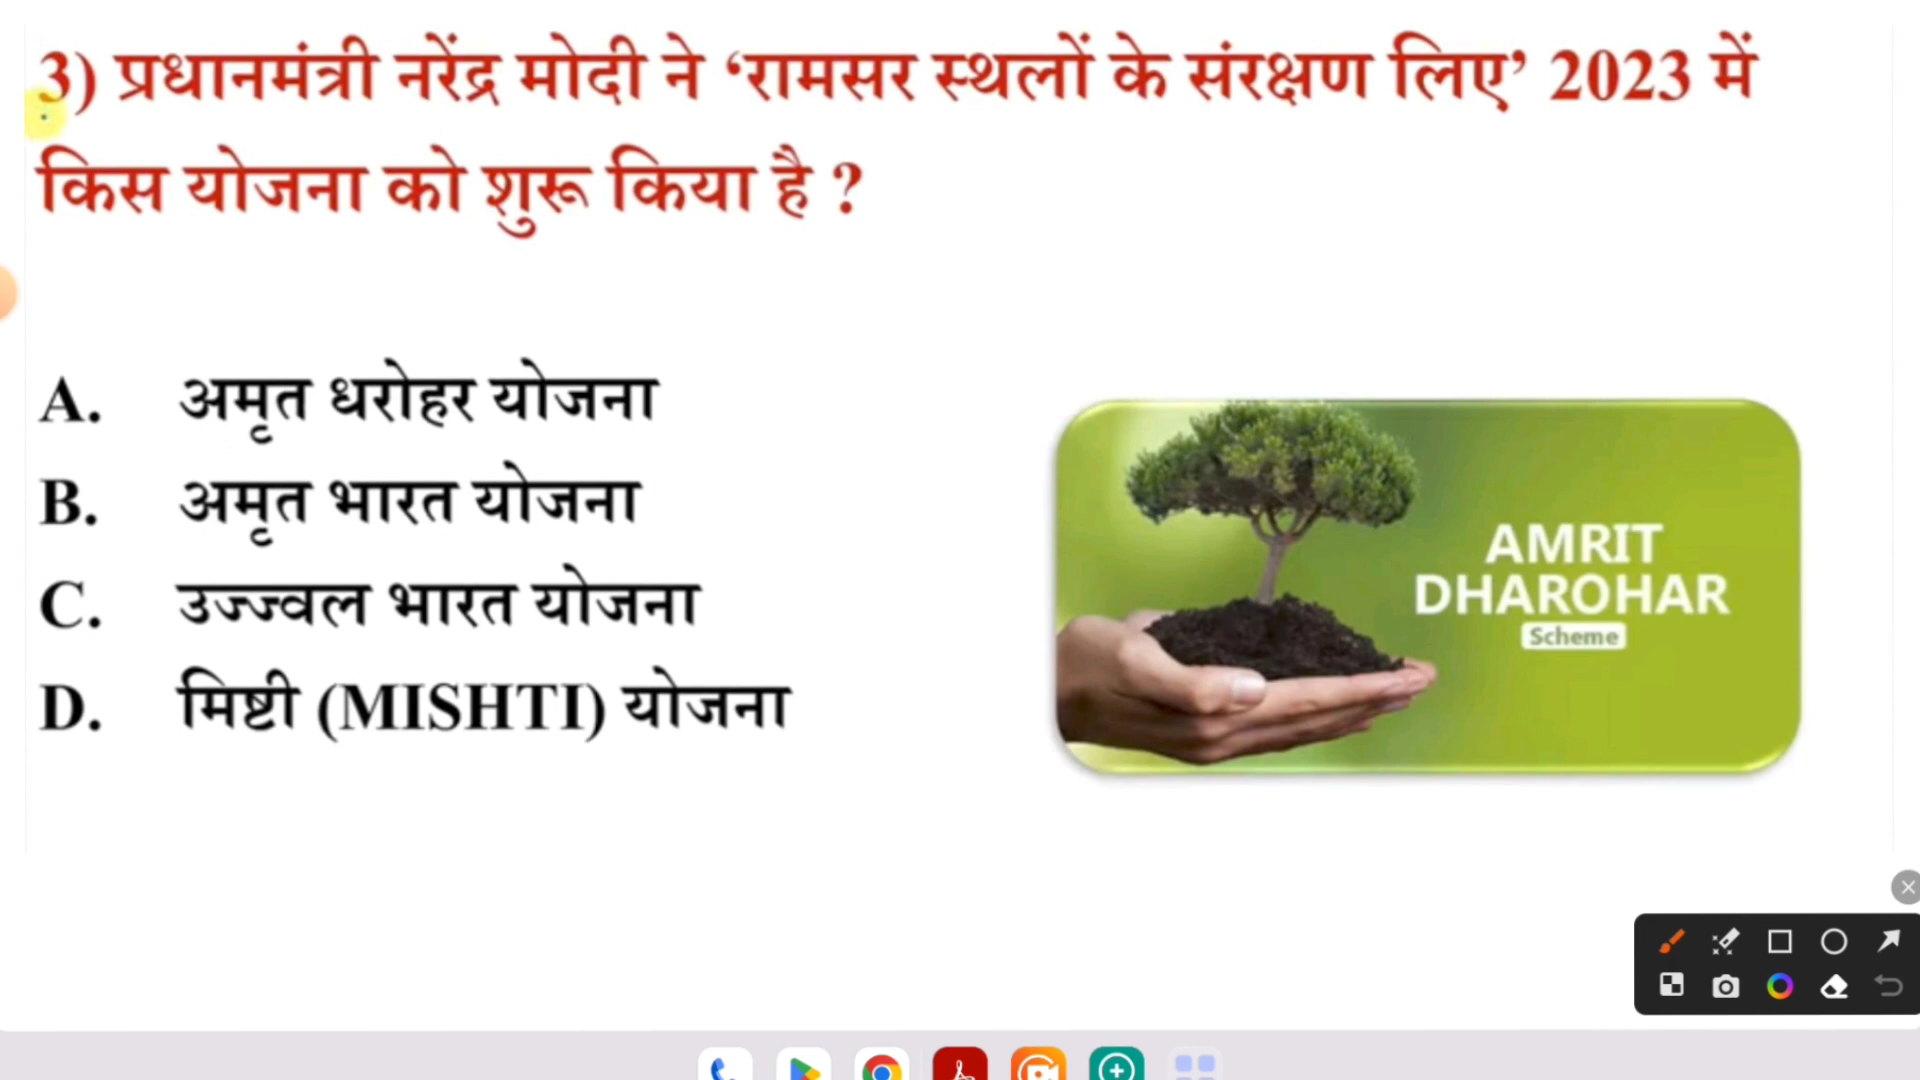 3) प्रधानमंत्री नरेंद्र मोदी ने ‘रामसर स्थलों के संरक्षण लिए’ 2023 में
किस योजना को शुरू किया है ?
A. अमृत धरोहर योजना
B. अमृत भारत योजना
C. उज्ज्वल भारत योजना
D. मिष्टी (MISHTI) योजना
AMRIT
DHAROHAR
Scheme